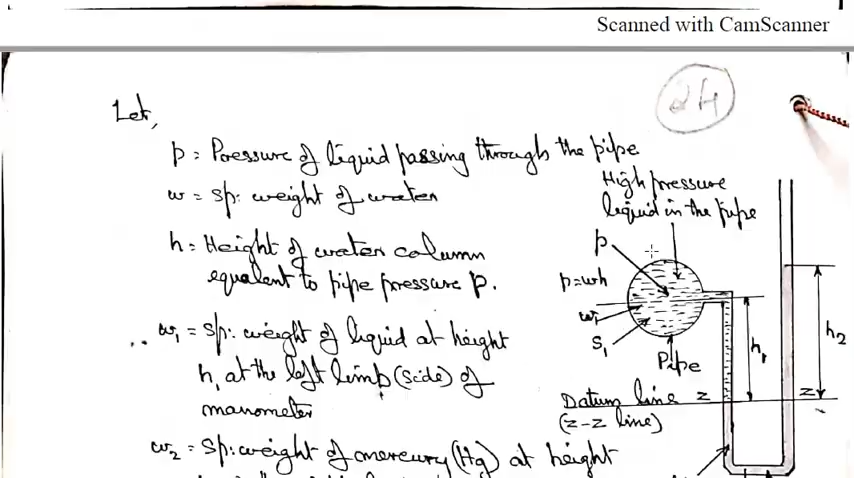 Scanned with CamScanner
24
Let,
p = Pressure of liquid passing through the pipe
w = sp: weight of water
h = Height of water column
equalent to pipe pressure p.
w₁ = sp: weight of liquid at height
h₁ at the left limb (side) of
manometer
w₂ = sp: weight of mercury (Hg) at height
High pressure
liquid in the pipe
p
p=wh
w₁
S₁
Pipe
h₁
h₂
Datum line Z
Z
(Z-Z line)